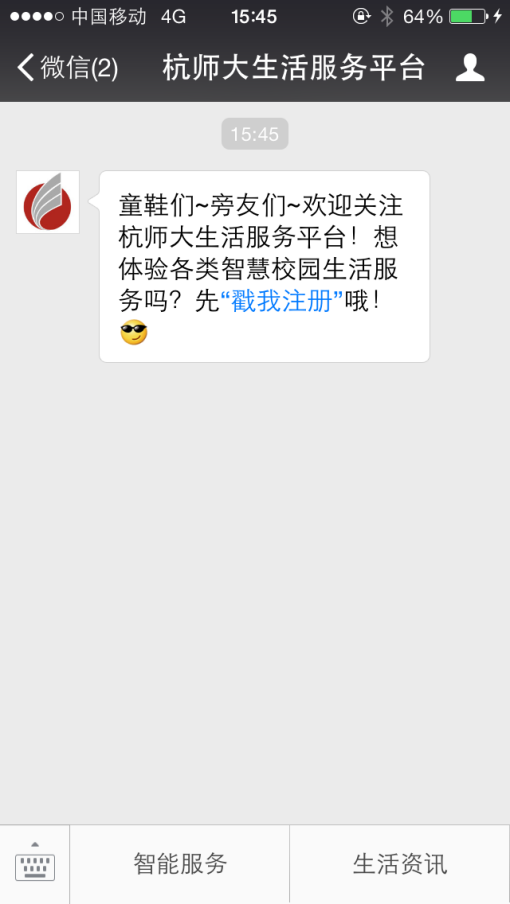 中国移动 4G 15:45 64%
微信(2) 杭师大生活服务平台
15:45
童鞋们~旁友们~欢迎关注
杭师大生活服务平台！想
体验各类智慧校园生活服
务吗？先“戳我注册”哦！
😎
智能服务 生活资讯